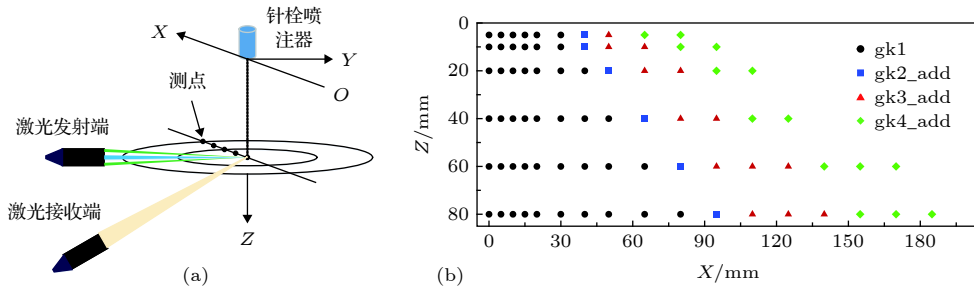 针栓喷
注器
X
Y
O
测点
激光发射端
激光接收端
Z
(a)
0
20
40
60
80
Z/mm
gk1
gk2_add
gk3_add
gk4_add
0 30 60 90 120 150 180
X/mm
(b)